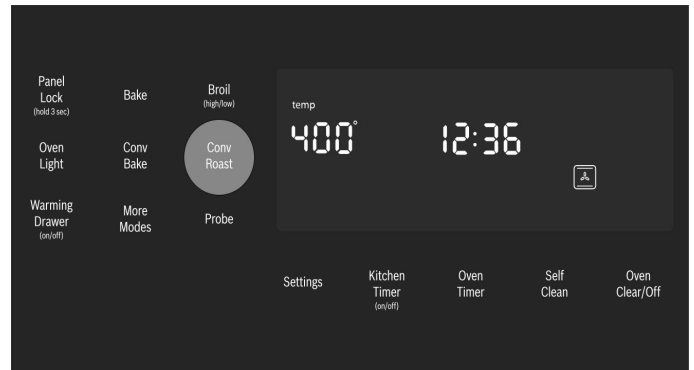 Panel
Lock
(hold 3 sec)
Bake
Broil
(high/low)
Oven
Light
Conv
Bake
Conv
Roast
Warming
Drawer
(on/off)
More
Modes
Probe
temp
400°
12:36
Settings
Kitchen
Timer
(on/off)
Oven
Timer
Self
Clean
Oven
Clear/Off